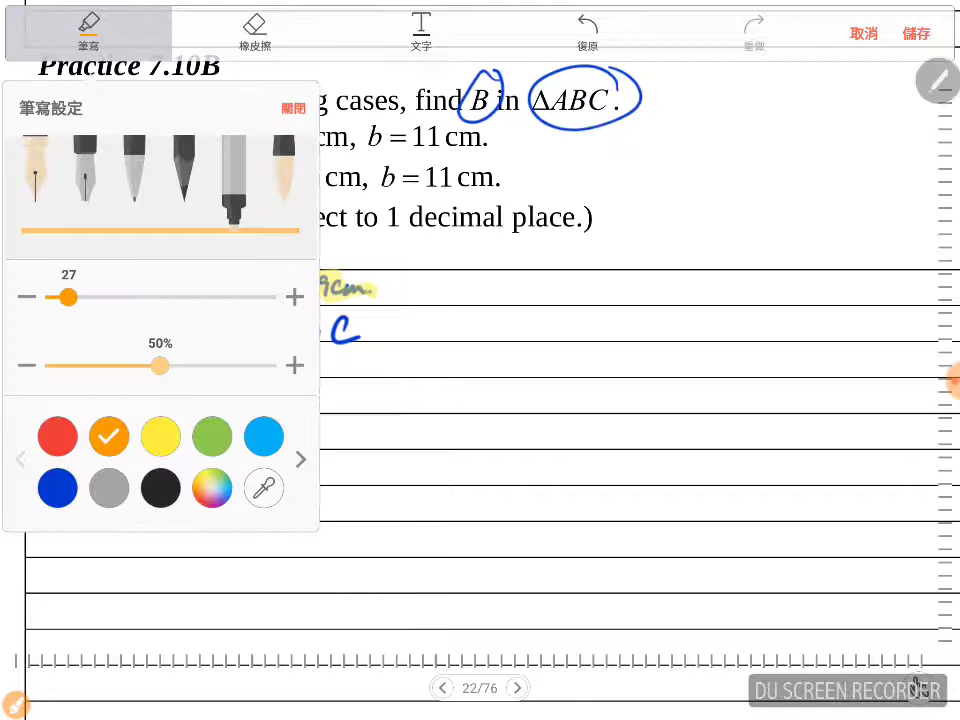 筆寫 橡皮擦 文字 復原 重做 取消 儲存
Practice 7.10B
筆寫設定 關閉
g cases, find B in ΔABC.
cm, b = 11 cm.
cm, b = 11 cm.
ect to 1 decimal place.)
27
9cm.
C
50%
22/76
DU SCREEN RECORDER